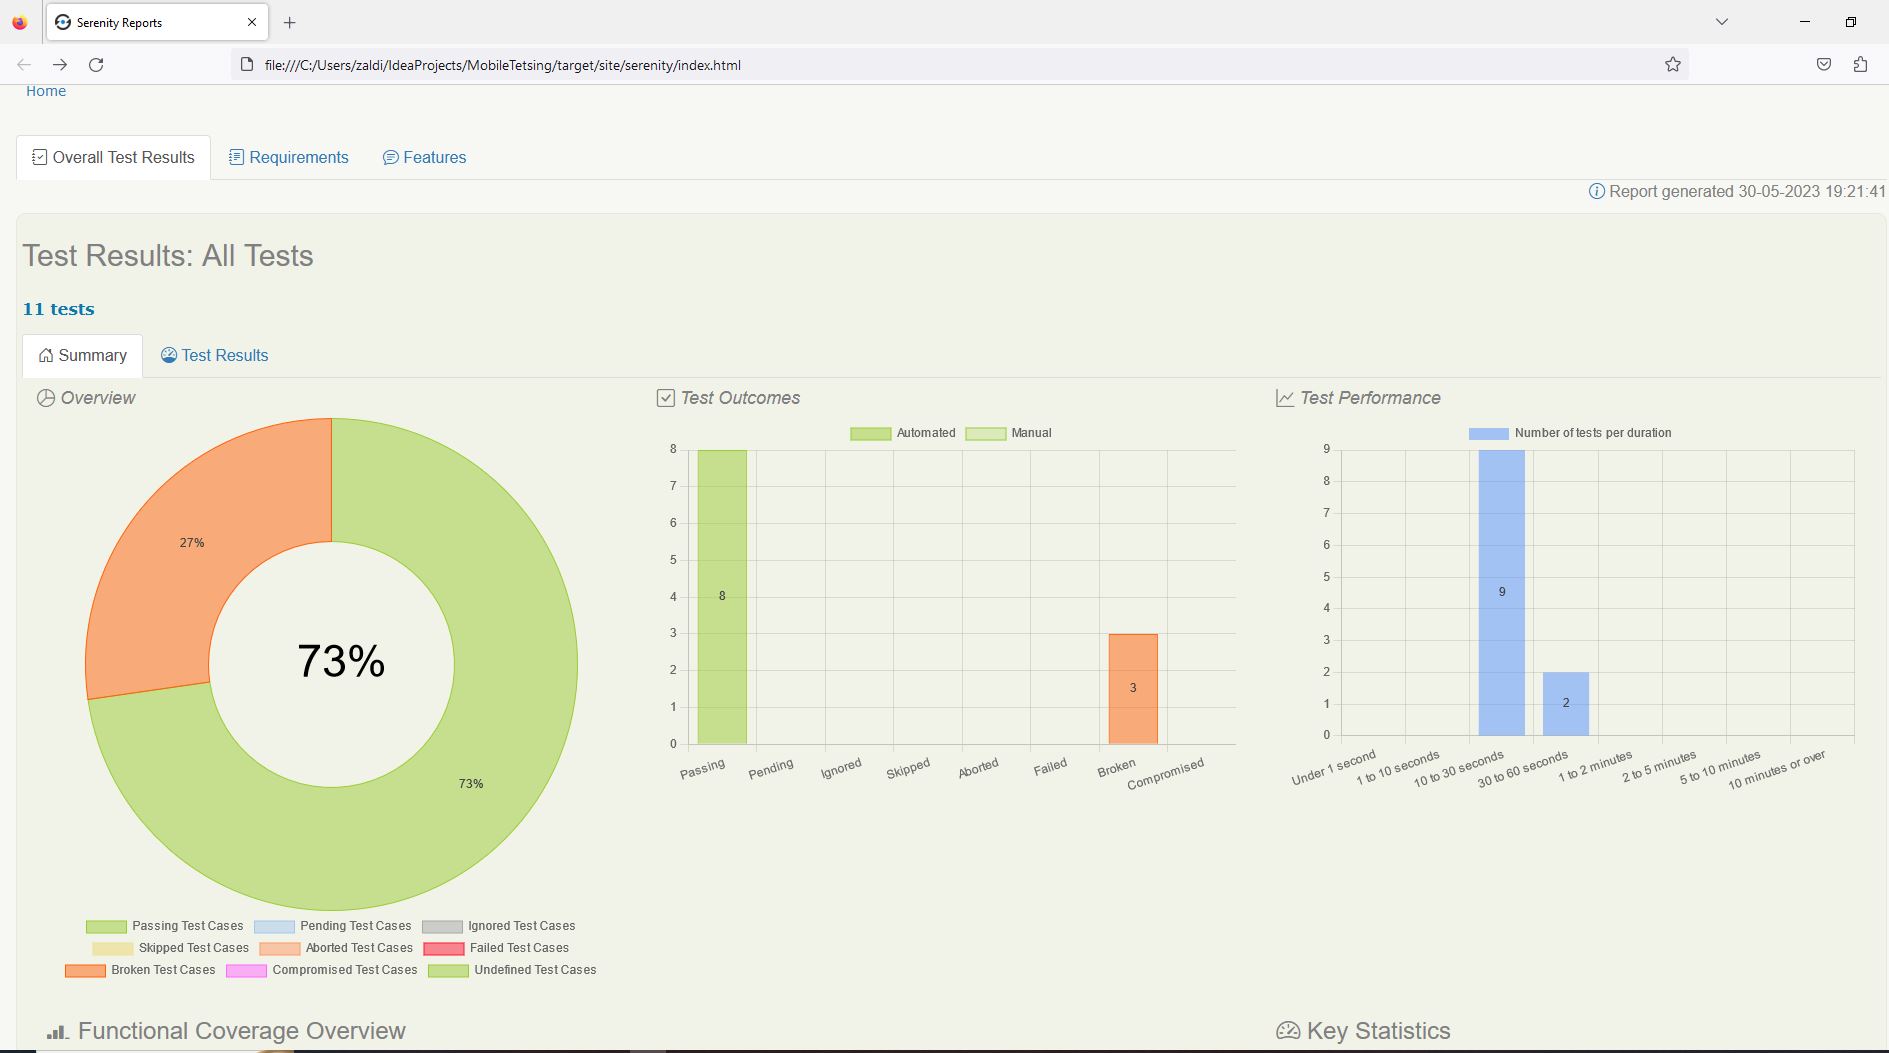 Serenity Reports
file:///C:/Users/zaldi/IdeaProjects/MobileTetsing/target/site/serenity/index.html
Home
Overall Test Results Requirements Features
Report generated 30-05-2023 19:21:41
Test Results: All Tests
11 tests
Summary Test Results
Overview
27%
73%
73%
Passing Test Cases Pending Test Cases Ignored Test Cases
Skipped Test Cases Aborted Test Cases Failed Test Cases
Broken Test Cases Compromised Test Cases Undefined Test Cases
Test Outcomes
Automated Manual
8
7
6
5
4
3
2
1
0
8
3
Passing Pending Ignored Skipped Aborted Failed Broken Compromised
Test Performance
Number of tests per duration
9
8
7
6
5
4
3
2
1
0
9
2
Under 1 second 1 to 10 seconds 10 to 30 seconds 30 to 60 seconds 1 to 2 minutes 2 to 5 minutes 5 to 10 minutes 10 minutes or over
Functional Coverage Overview
Key Statistics